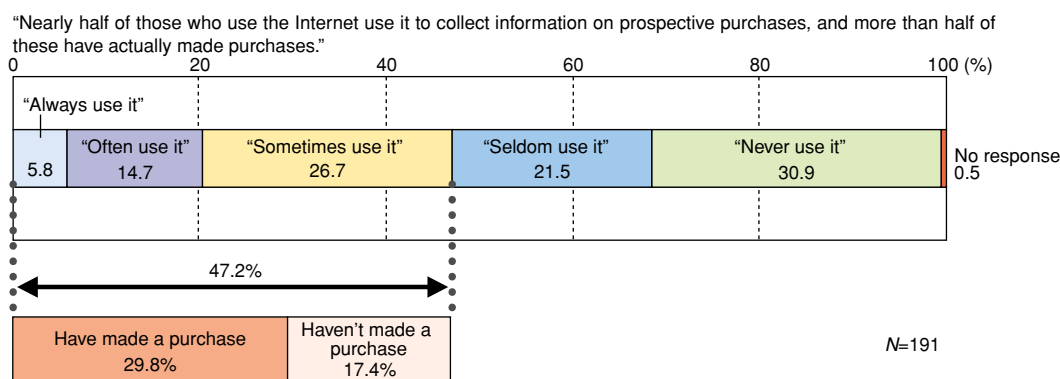 “Nearly half of those who use the Internet use it to collect information on prospective purchases, and more than half of
these have actually made purchases.”
0 20 40 60 80 100 (%)
“Always use it”
“Often use it” “Sometimes use it” “Seldom use it” “Never use it” No response
5.8 14.7 26.7 21.5 30.9 0.5
47.2%
Have made a purchase
29.8%
Haven't made a
purchase
17.4%
N=191